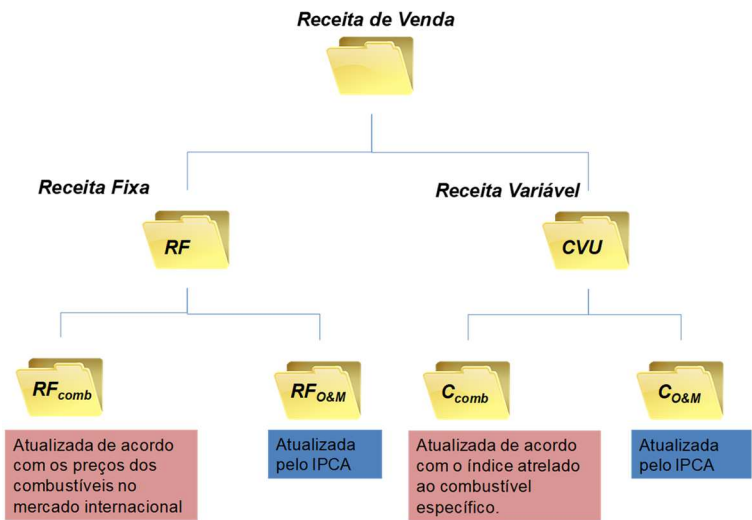 Receita de Venda
Receita Fixa
Receita Variável
RF
CVU
RFcomb
RFO&M
Ccomb
CO&M
Atualizada de acordo
com os preços dos
combustíveis no
mercado internacional
Atualizada
pelo IPCA
Atualizada de acordo
com o índice atrelado
ao combustível
específico.
Atualizada
pelo IPCA